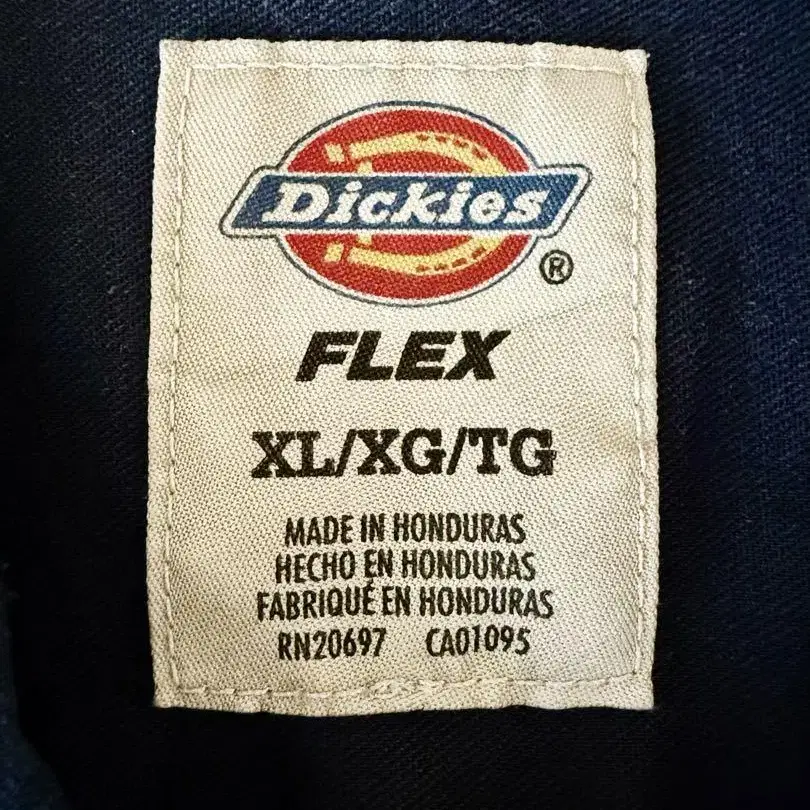 Dickies
®
FLEX
XL/XG/TG
MADE IN HONDURAS
HECHO EN HONDURAS
FABRIQUÉ EN HONDURAS
RN20697 CA01095